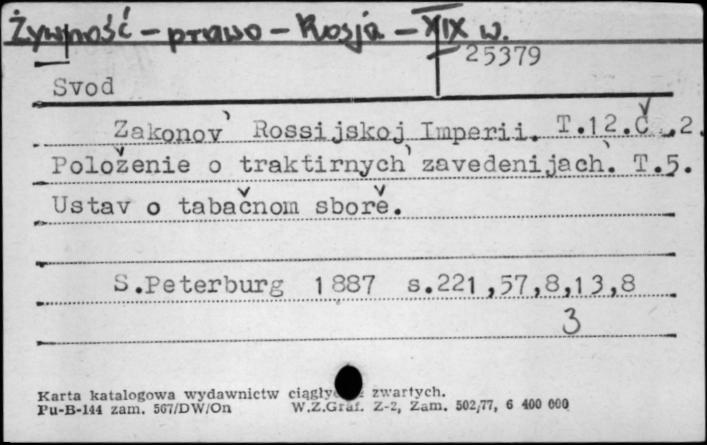 Żywność – prawo – Rosja – XIX w.
25379
Svod
Zakonov` Rossijskoj Imperii. T.12.Č.2.
Položenie o traktirnych` zavedenijach`. T.5.
Ustav o tabačnom sborě.
S.Peterburg 1887 s.221,57,8,13,8
3
Karta katalogowa wydawnictw ciągłych zwartych.
Pu-B-144 zam. 567/DW/On W.Z.Graf. Z-2, Zam. 502/77, 6 400 000